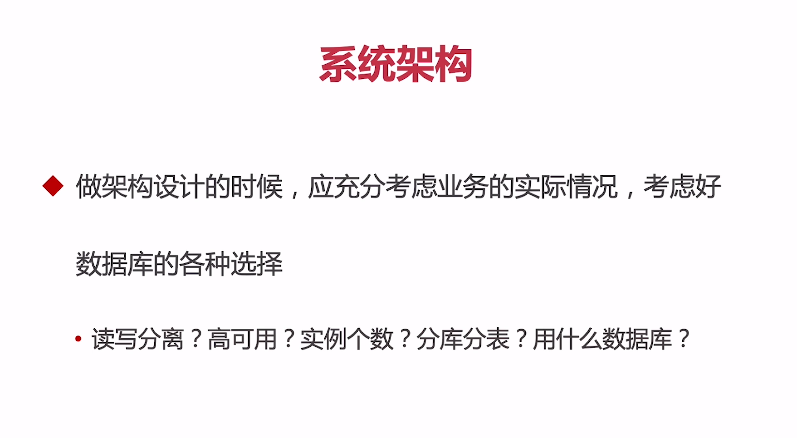 系统架构
做架构设计的时候，应充分考虑业务的实际情况，考虑好
数据库的各种选择
读写分离？高可用？实例个数？分库分表？用什么数据库？